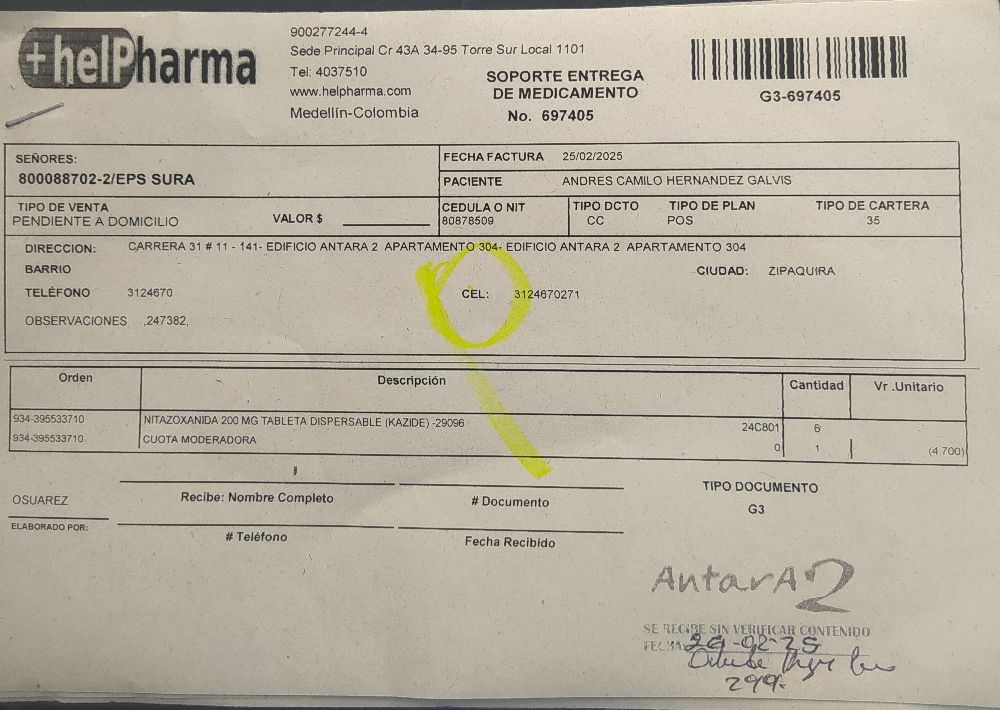 +helPharma
900277244-4
Sede Principal Cr 43A 34-95 Torre Sur Local 1101
Tel: 4037510
www.helpharma.com
Medellín-Colombia
SOPORTE ENTREGA
DE MEDICAMENTO
No. 697405
G3-697405
SEÑORES:
800088702-2/EPS SURA
FECHA FACTURA 25/02/2025
PACIENTE ANDRES CAMILO HERNANDEZ GALVIS
TIPO DE VENTA
PENDIENTE A DOMICILIO
VALOR $
CEDULA O NIT
80878509
TIPO DCTO
CC
TIPO DE PLAN
POS
TIPO DE CARTERA
35
DIRECCION: CARRERA 31 # 11 - 141- EDIFICIO ANTARA 2 APARTAMENTO 304- EDIFICIO ANTARA 2 APARTAMENTO 304
BARRIO
CIUDAD: ZIPAQUIRA
TELÉFONO 3124670
CEL: 3124670271
OBSERVACIONES ,247382,
Orden Descripción Cantidad Vr .Unitario
934-395533710 NITAZOXANIDA 200 MG TABLETA DISPERSABLE (KAZIDE) -29096 24C801 6
934-395533710 CUOTA MODERADORA 0 1 (4.700)
OSUAREZ
ELABORADO POR:
Recibe: Nombre Completo
# Documento
# Teléfono
Fecha Recibido
TIPO DOCUMENTO
G3
AntarA 2
SE RECIBE SIN VERIFICAR CONTENIDO
FECHA: